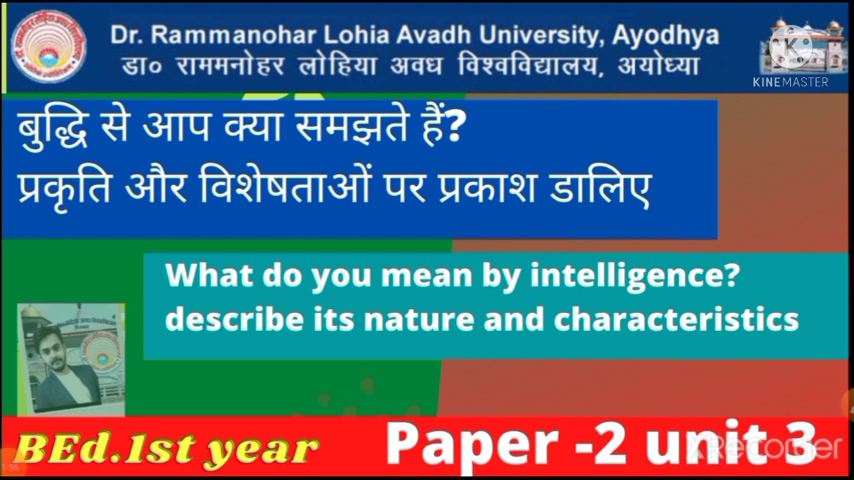 Dr. Rammanohar Lohia Avadh University, Ayodhya
डा० राममनोहर लोहिया अवध विश्वविद्यालय, अयोध्या
KINEMASTER
बुद्धि से आप क्या समझते हैं?
प्रकृति और विशेषताओं पर प्रकाश डालिए
What do you mean by intelligence?
describe its nature and characteristics
BEd.1st year
Paper -2 unit 3
XRecorder